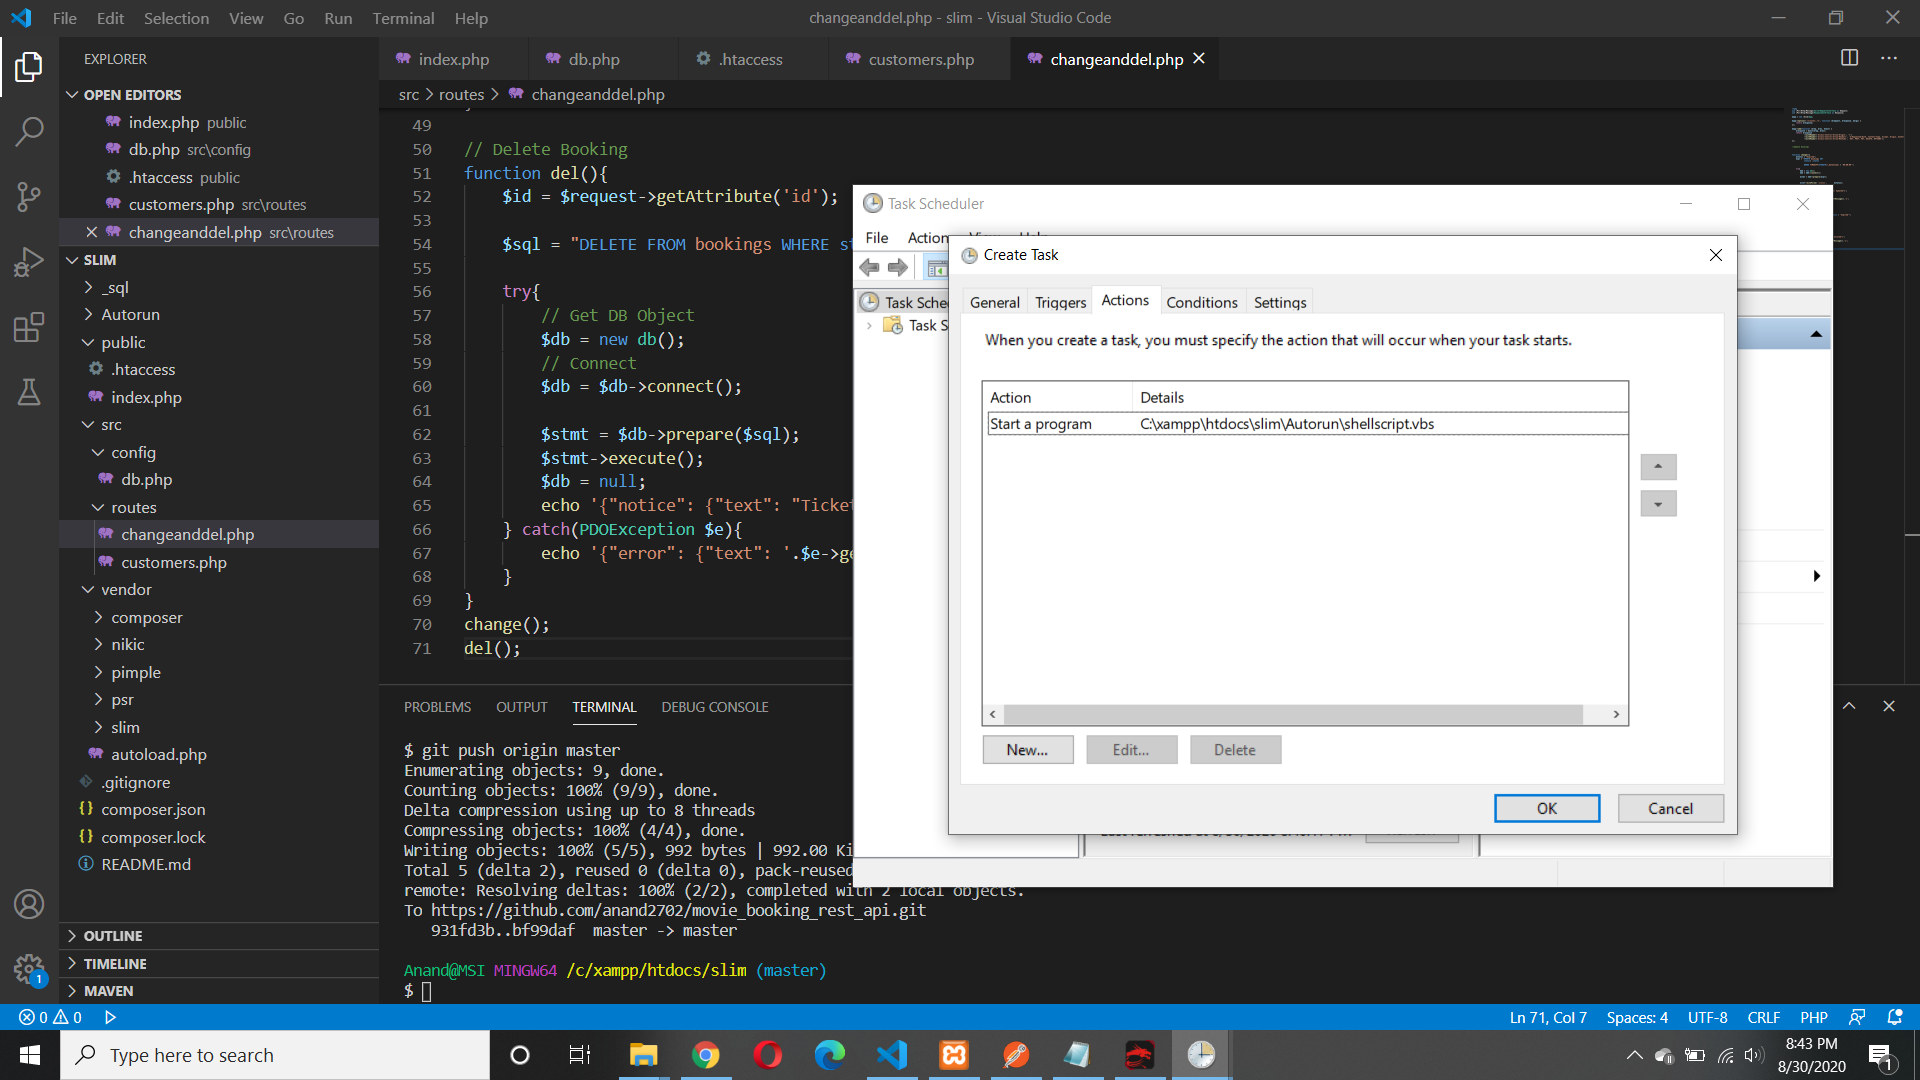 File Edit Selection View Go Run Terminal Help
changeanddel.php - slim - Visual Studio Code
EXPLORER
OPEN EDITORS
index.php public
db.php src\config
.htaccess public
customers.php src\routes
changeanddel.php src\routes
SLIM
_sql
Autorun
public
.htaccess
index.php
src
config
db.php
routes
changeanddel.php
customers.php
vendor
composer
nikic
pimple
psr
slim
autoload.php
.gitignore
composer.json
composer.lock
README.md
OUTLINE
TIMELINE
MAVEN
index.php db.php .htaccess customers.php changeanddel.php
src > routes > changeanddel.php
49
50 // Delete Booking
51 function del(){
52 $id = $request->getAttribute('id');
53
54 $sql = "DELETE FROM bookings WHERE
55
56 try{
57 // Get DB Object
58 $db = new db();
59 // Connect
60 $db = $db->connect();
61
62 $stmt = $db->prepare($sql);
63 $stmt->execute();
64 $db = null;
65 echo '{"notice": {"text": "Ticket
66 } catch(PDOException $e){
67 echo '{"error": {"text": '.$e->ge
68 }
69 }
70 change();
71 del();
PROBLEMS OUTPUT TERMINAL DEBUG CONSOLE
$ git push origin master
Enumerating objects: 9, done.
Counting objects: 100% (9/9), done.
Delta compression using up to 8 threads
Compressing objects: 100% (4/4), done.
Writing objects: 100% (5/5), 992 bytes | 992.00 Ki
Total 5 (delta 2), reused 0 (delta 0), pack-reused
remote: Resolving deltas: 100% (2/2), completed with 2 local objects.
To https://github.com/anand2702/movie_booking_rest_api.git
931fd3b..bf99daf master -> master
Anand@MSI MINGW64 /c/xampp/htdocs/slim (master)
$
Task Scheduler
File Action View Help
Task Sche
Task S
Create Task
General Triggers Actions Conditions Settings
When you create a task, you must specify the action that will occur when your task starts.
Action Details
Start a program C:\xampp\htdocs\slim\Autorun\shellscript.vbs
New... Edit... Delete
OK Cancel
0 0
Ln 71, Col 7 Spaces: 4 UTF-8 CRLF PHP
1
Type here to search
8:43 PM
8/30/2020
1